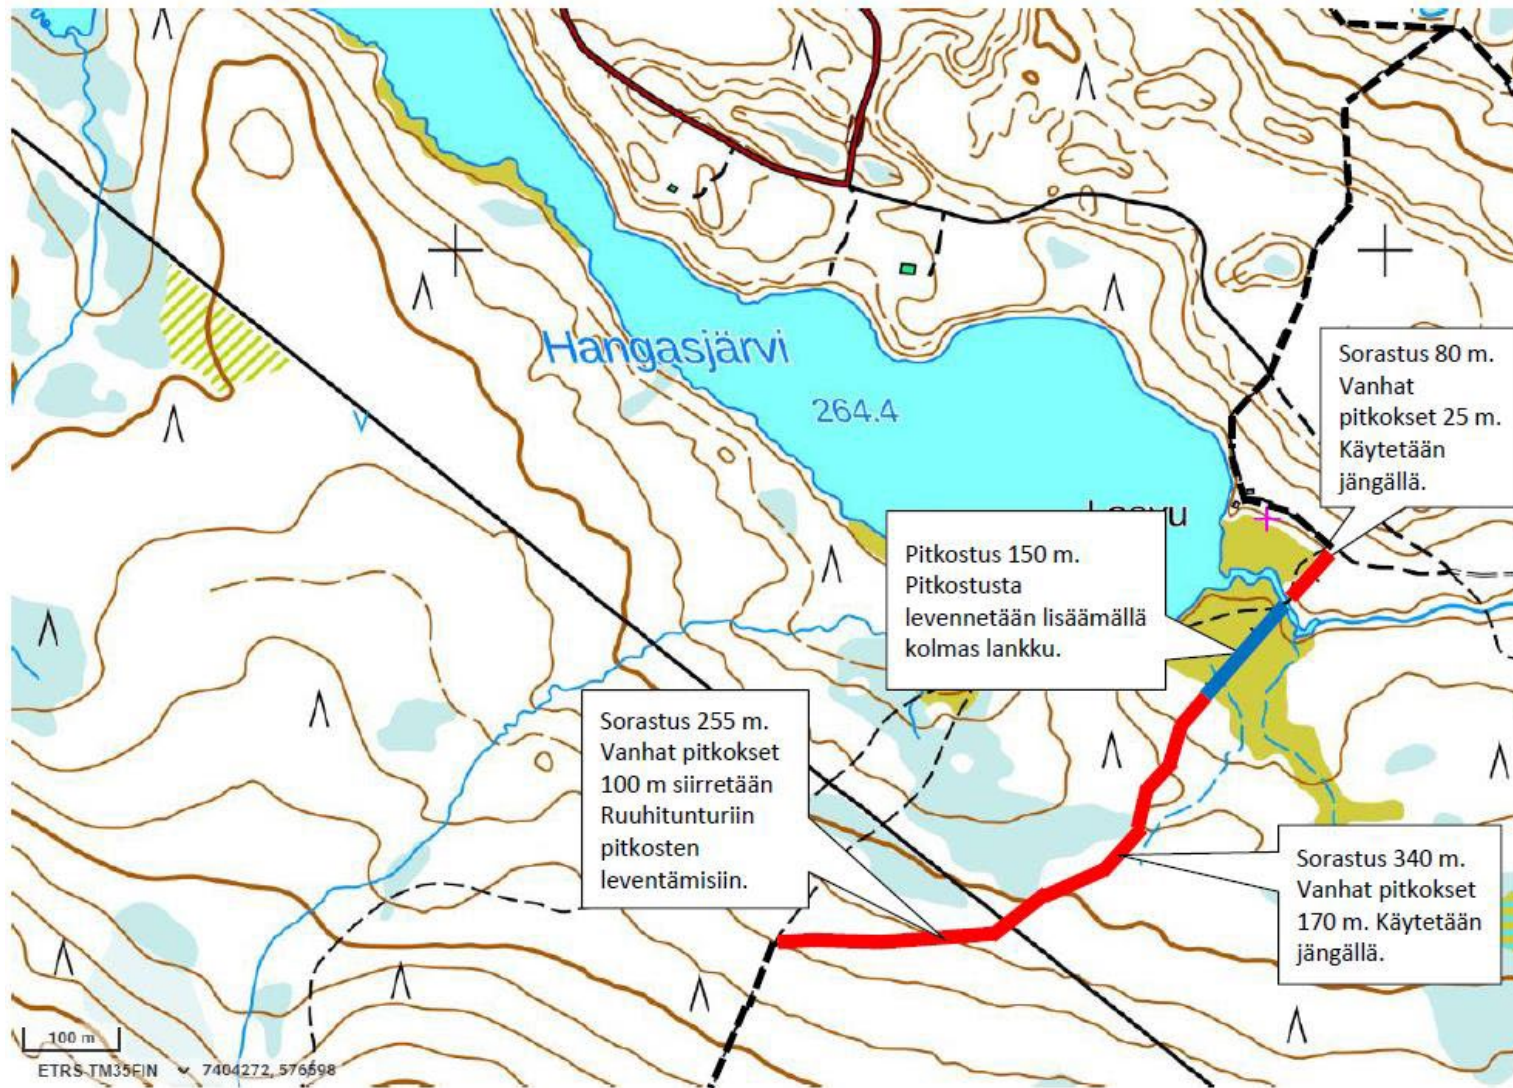 Hangasjärvi
264.4
Sorastus 80 m.
Vanhat
pitkokset 25 m.
Käytetään
jängällä.
Pitkostus 150 m.
Pitkostusta
levennetään lisäämällä
kolmas lankku.
Sorastus 255 m.
Vanhat pitkokset
100 m siirretään
Ruuhitunturiin
pitkosten
leventämisiin.
Sorastus 340 m.
Vanhat pitkokset
170 m. Käytetään
jängällä.
100 m
ETRS-TM35FIN 7404272, 576598